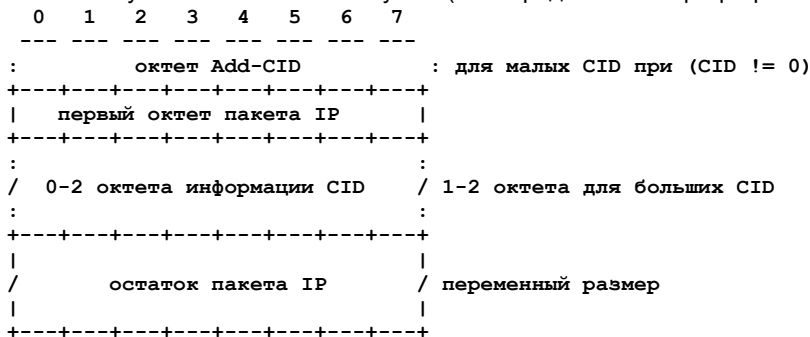 0 1 2 3 4 5 6 7
--- --- --- --- --- --- --- ---
: октет Add-CID : для малых CID при (CID != 0)
+---+---+---+---+---+---+---+---+
| первый октет пакета IP |
+---+---+---+---+---+---+---+---+
: :
/ 0-2 октета информации CID / 1-2 октета для больших CID
: :
+---+---+---+---+---+---+---+---+
| |
/ остаток пакета IP / переменный размер
| |
+---+---+---+---+---+---+---+---+